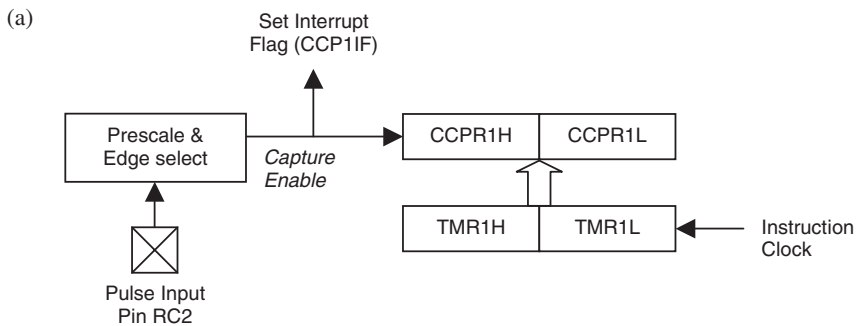 (a)
Set Interrupt
Flag (CCP1IF)
Prescale &
Edge select
Capture
Enable
CCPR1H
CCPR1L
TMR1H
TMR1L
Instruction
Clock
Pulse Input
Pin RC2